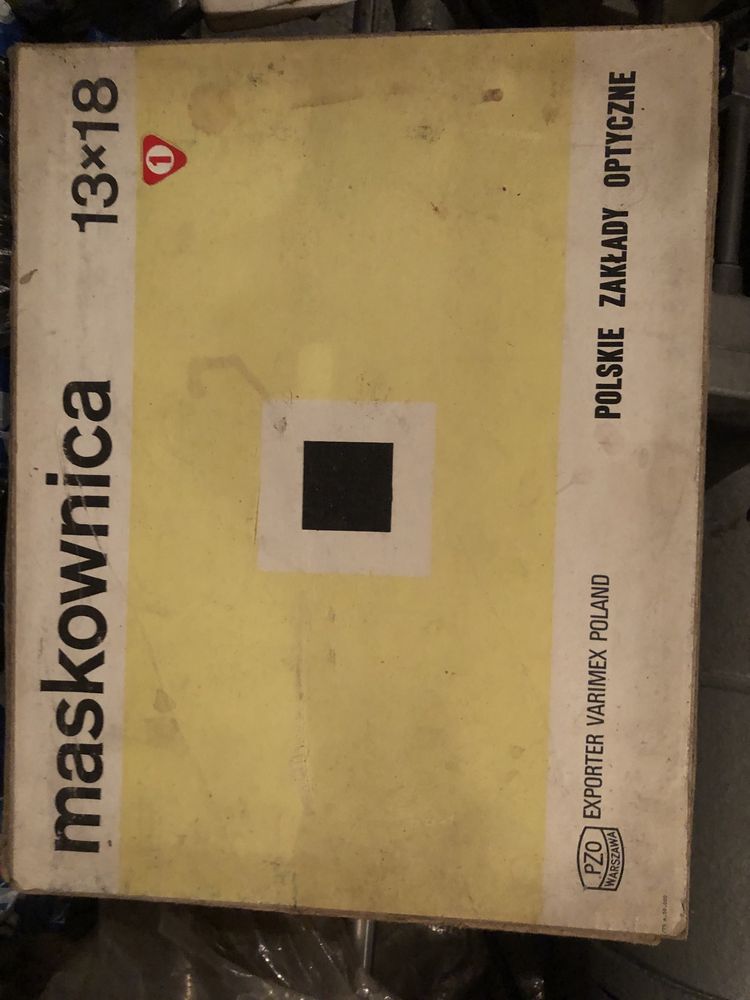 maskownica 13×18
1
POLSKIE ZAKŁADY OPTYCZNE
PZO
WARSZAWA
EXPORTER VARIMEX POLAND